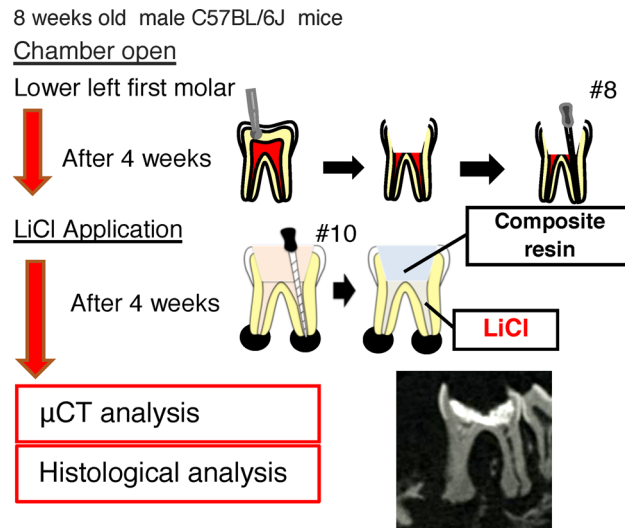 8 weeks old male C57BL/6J mice
Chamber open
Lower left first molar
#8
After 4 weeks
LiCl Application
#10
Composite
resin
After 4 weeks
LiCl
μCT analysis
Histological analysis